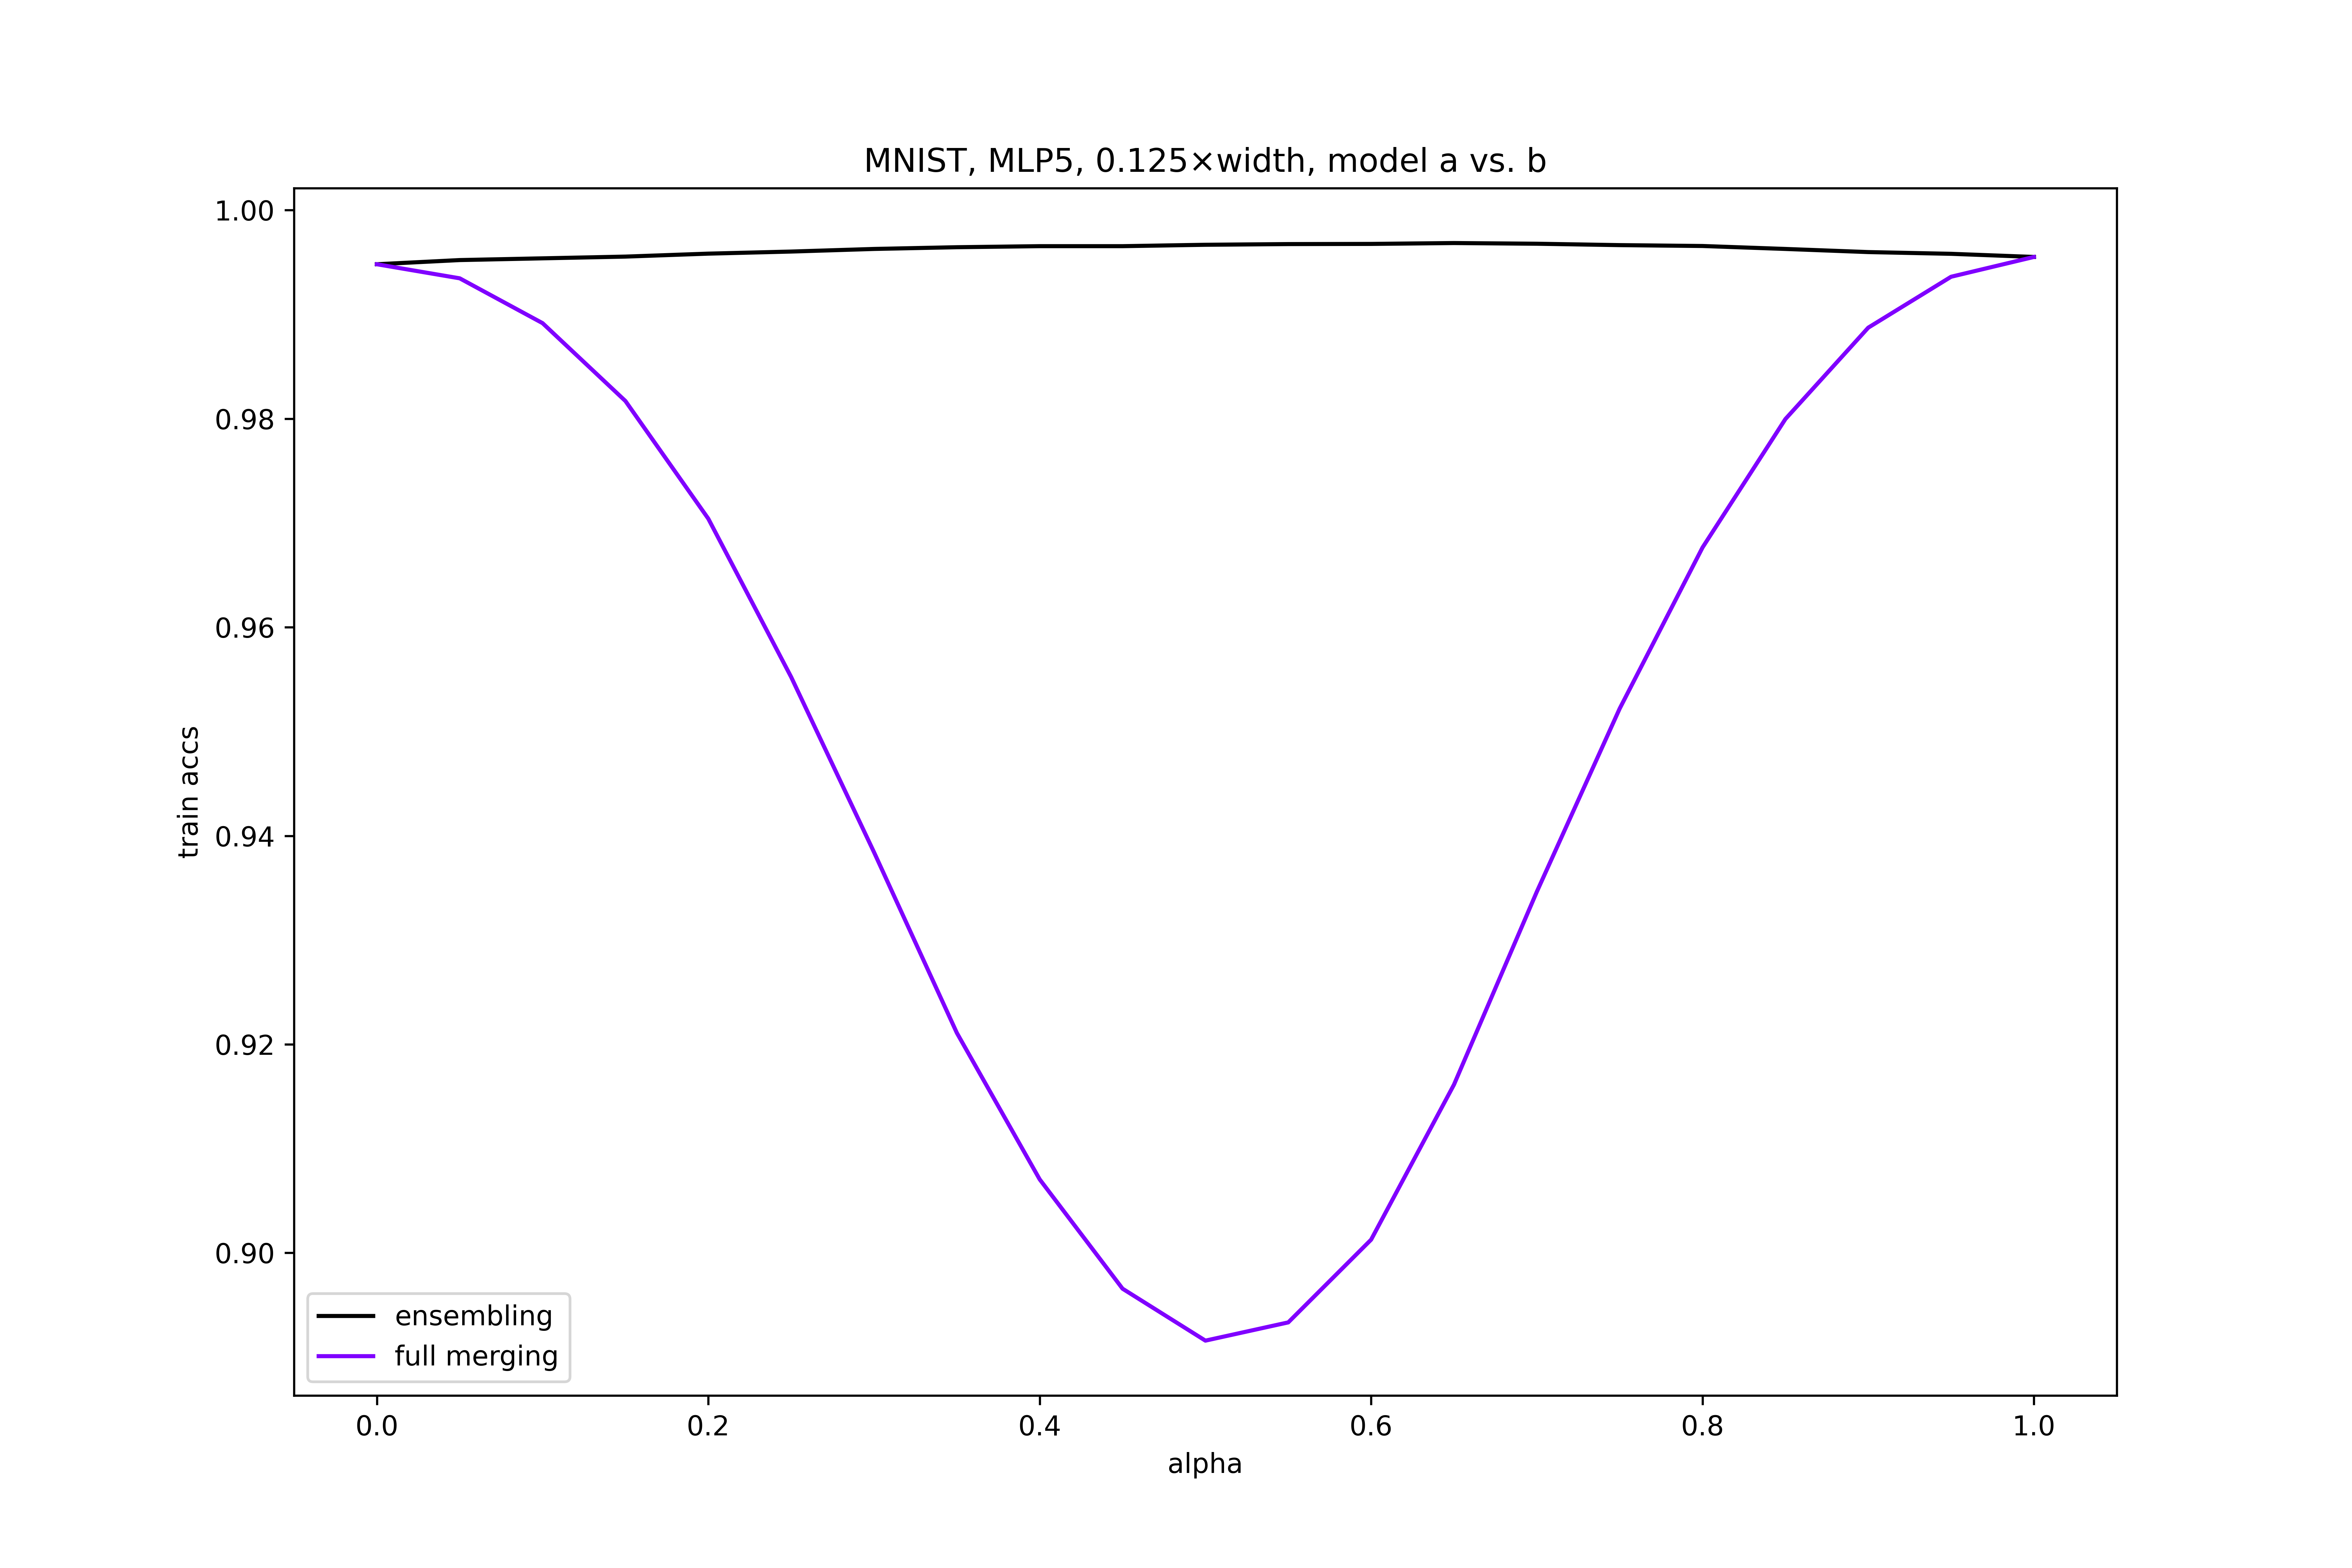 MNIST, MLP5, 0.125×width, model a vs. b
1.00
0.98
0.96
0.94
0.92
0.90
train accs
ensembling
full merging
0.0 0.2 0.4 0.6 0.8 1.0
alpha